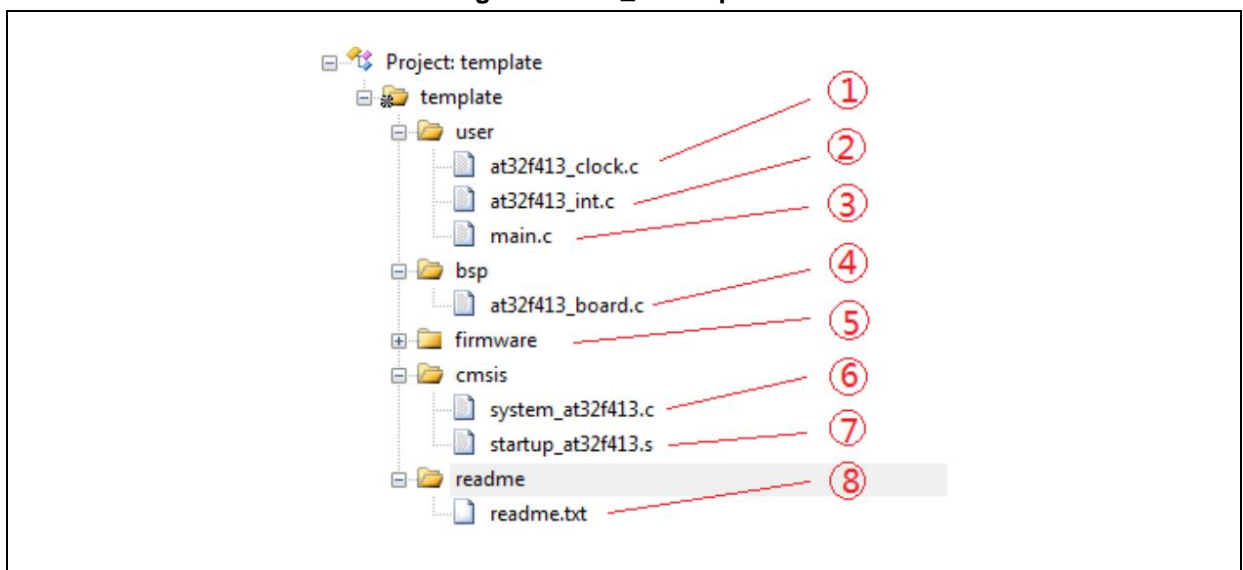 Project: template
template
①
user
at32f413_clock.c
②
at32f413_int.c
③
main.c
④
bsp
at32f413_board.c
⑤
firmware
⑥
cmsis
system_at32f413.c
⑦
startup_at32f413.s
⑧
readme
readme.txt